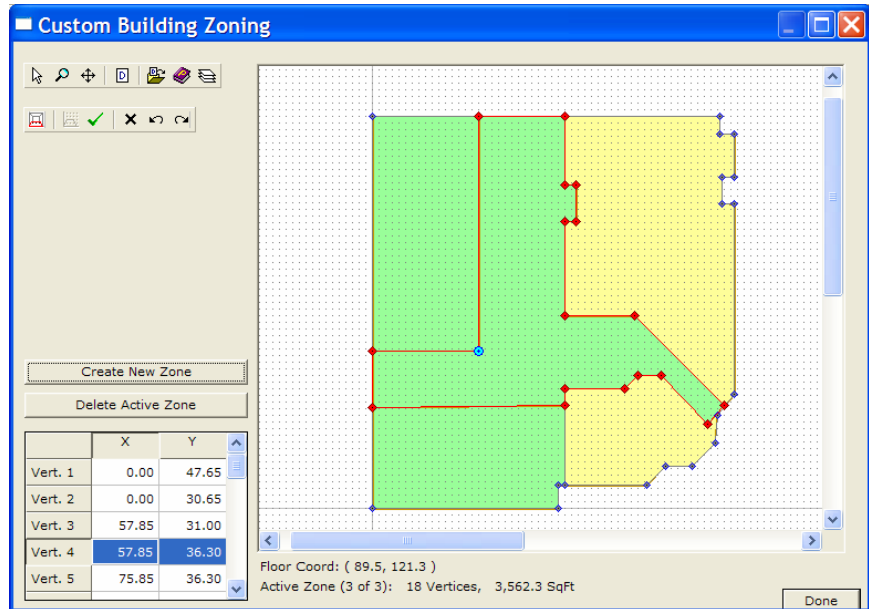 Custom Building Zoning
D
Create New Zone
Delete Active Zone
X Y
Vert. 1 0.00 47.65
Vert. 2 0.00 30.65
Vert. 3 57.85 31.00
Vert. 4 57.85 36.30
Vert. 5 75.85 36.30
Floor Coord: ( 89.5, 121.3 )
Active Zone (3 of 3): 18 Vertices, 3,562.3 SqFt
Done